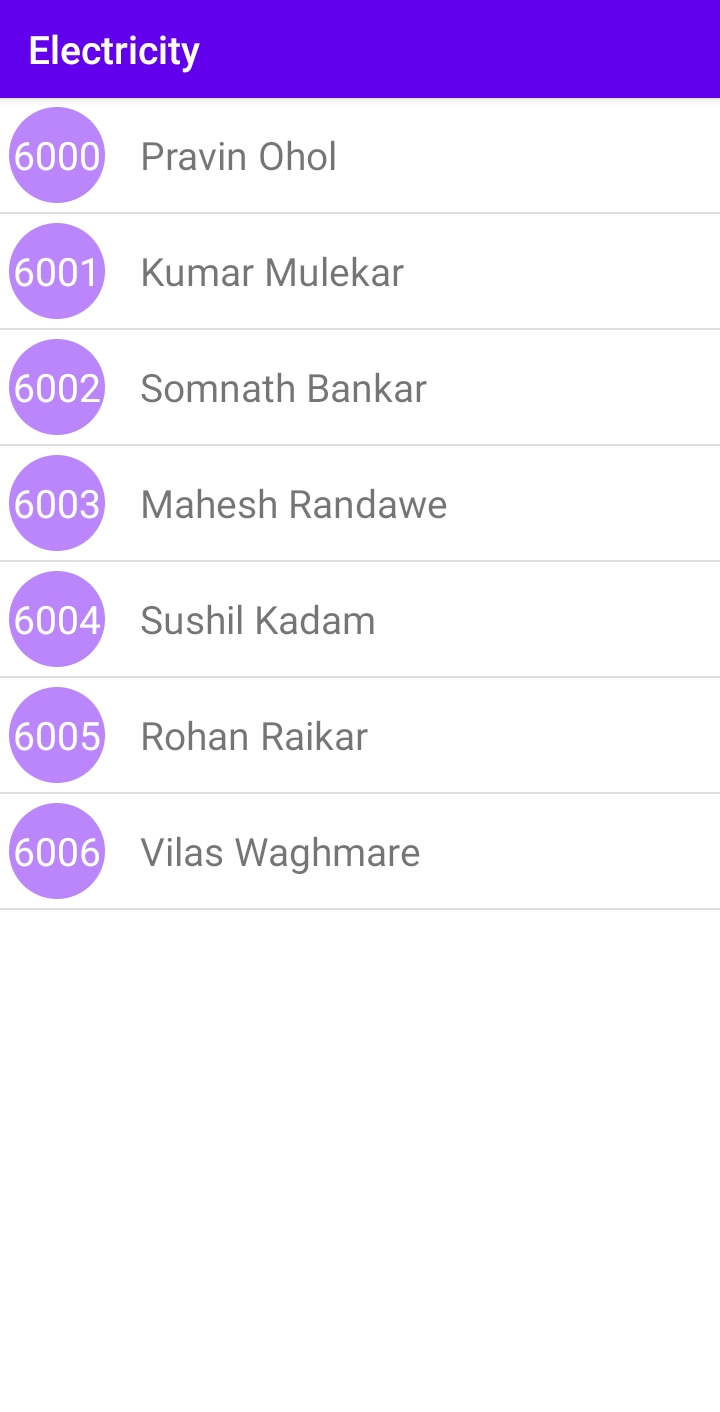 Electricity
6000 Pravin Ohol
6001 Kumar Mulekar
6002 Somnath Bankar
6003 Mahesh Randawe
6004 Sushil Kadam
6005 Rohan Raikar
6006 Vilas Waghmare